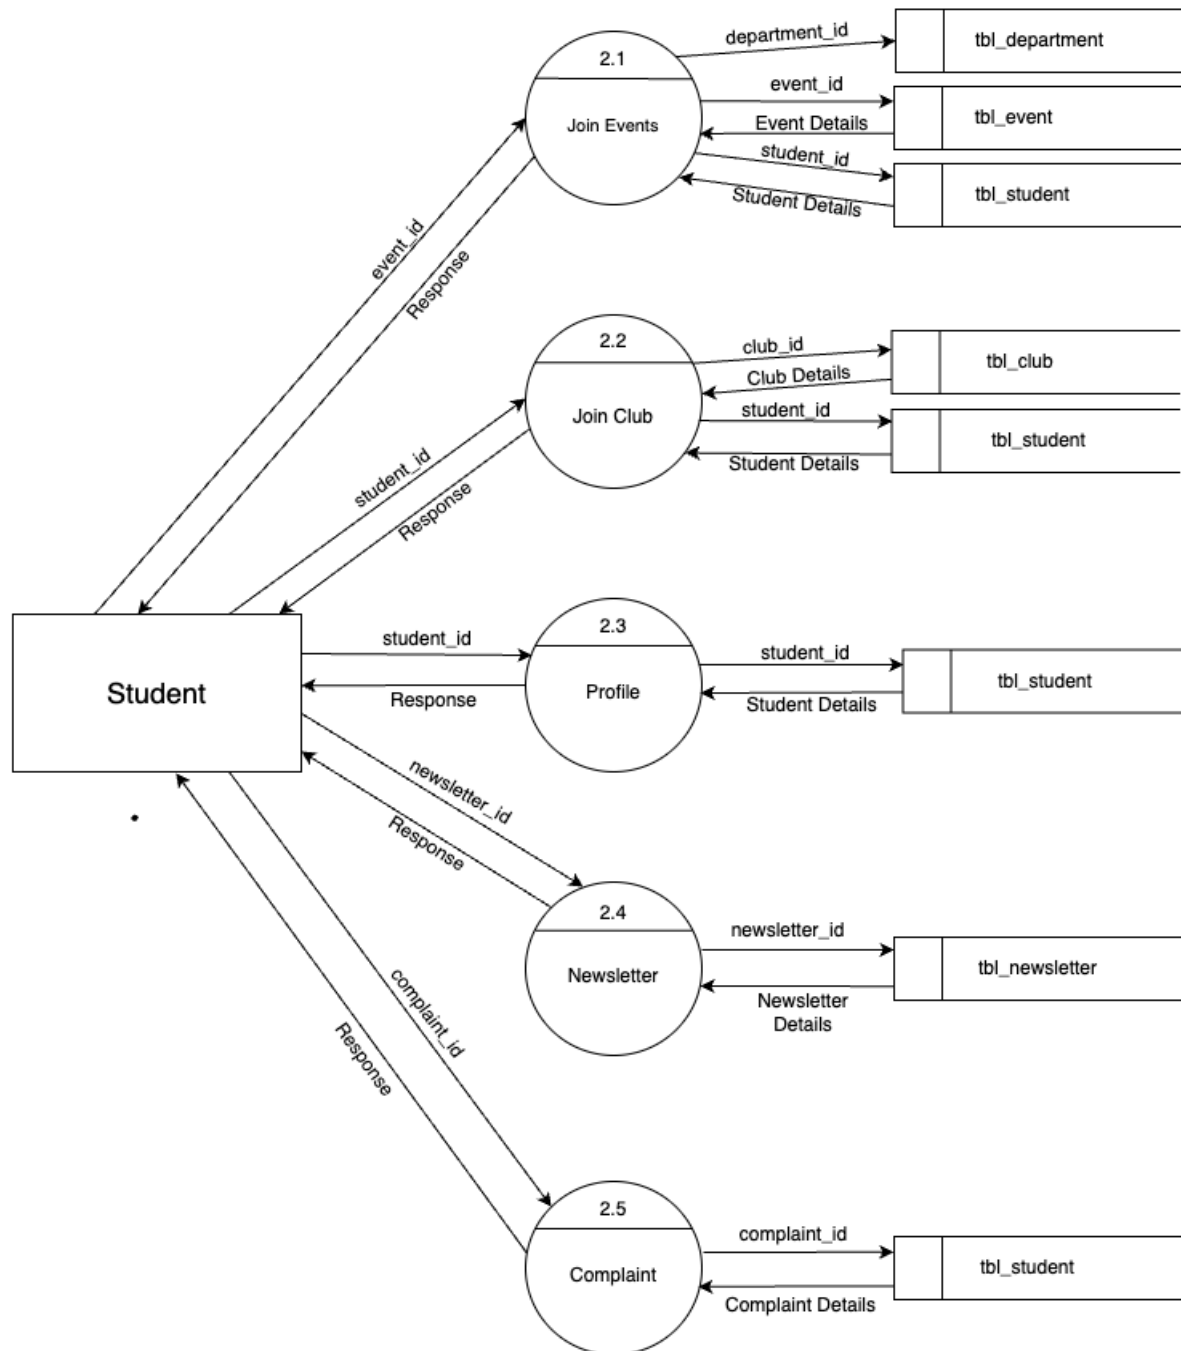 2.1
Join Events
department_id
tbl_department
event_id
Event Details
tbl_event
student_id
Student Details
tbl_student
event_id
Response
2.2
Join Club
club_id
Club Details
tbl_club
student_id
Student Details
tbl_student
student_id
Response
Student
student_id
Response
2.3
Profile
student_id
Student Details
tbl_student
newsletter_id
Response
2.4
Newsletter
newsletter_id
Newsletter
Details
tbl_newsletter
complaint_id
Response
2.5
Complaint
complaint_id
Complaint Details
tbl_student